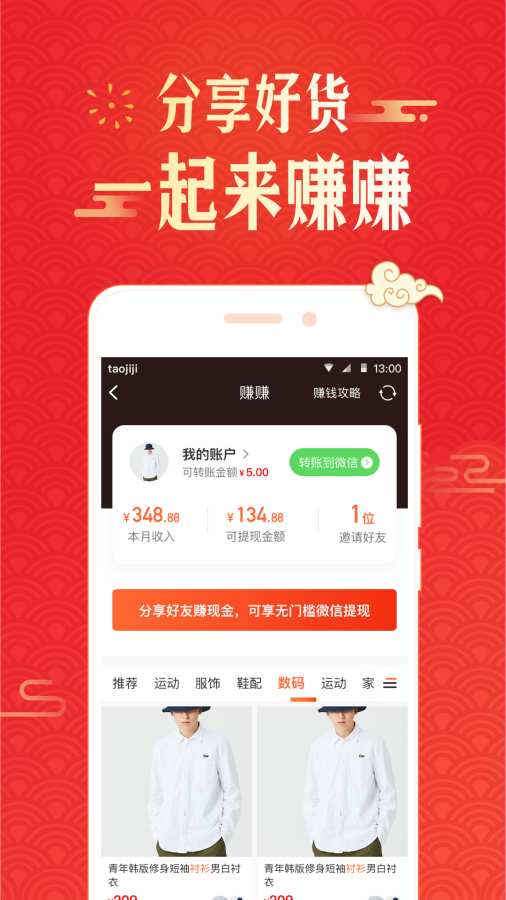 分享好货
一起来赚赚
taojiji
13:00
赚赚
赚钱攻略
我的账户
可转账金额 ¥5.00
转账到微信
¥348.88
¥134.88
1位
本月收入
可提现金额
邀请好友
分享好友赚现金，可享无门槛微信提现
推荐 运动 服饰 鞋配 数码 运动 家
青年韩版修身短袖衬衫男白衬
衣
青年韩版修身短袖衬衫男白衬
衣